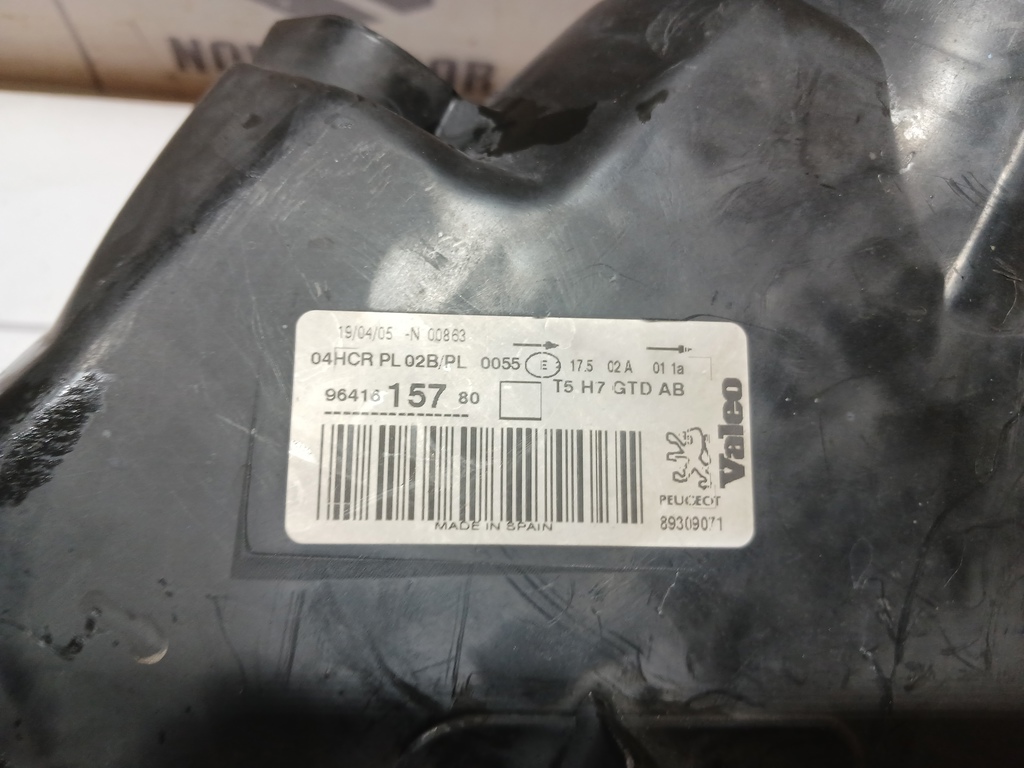 19/04/05 -N 00863
04HCR PL 02B/PL 0055 E 17.5 02 A 01 1a
96416 157 80 T5 H7 GTD AB
Valeo
PEUGEOT
MADE IN SPAIN
89309071